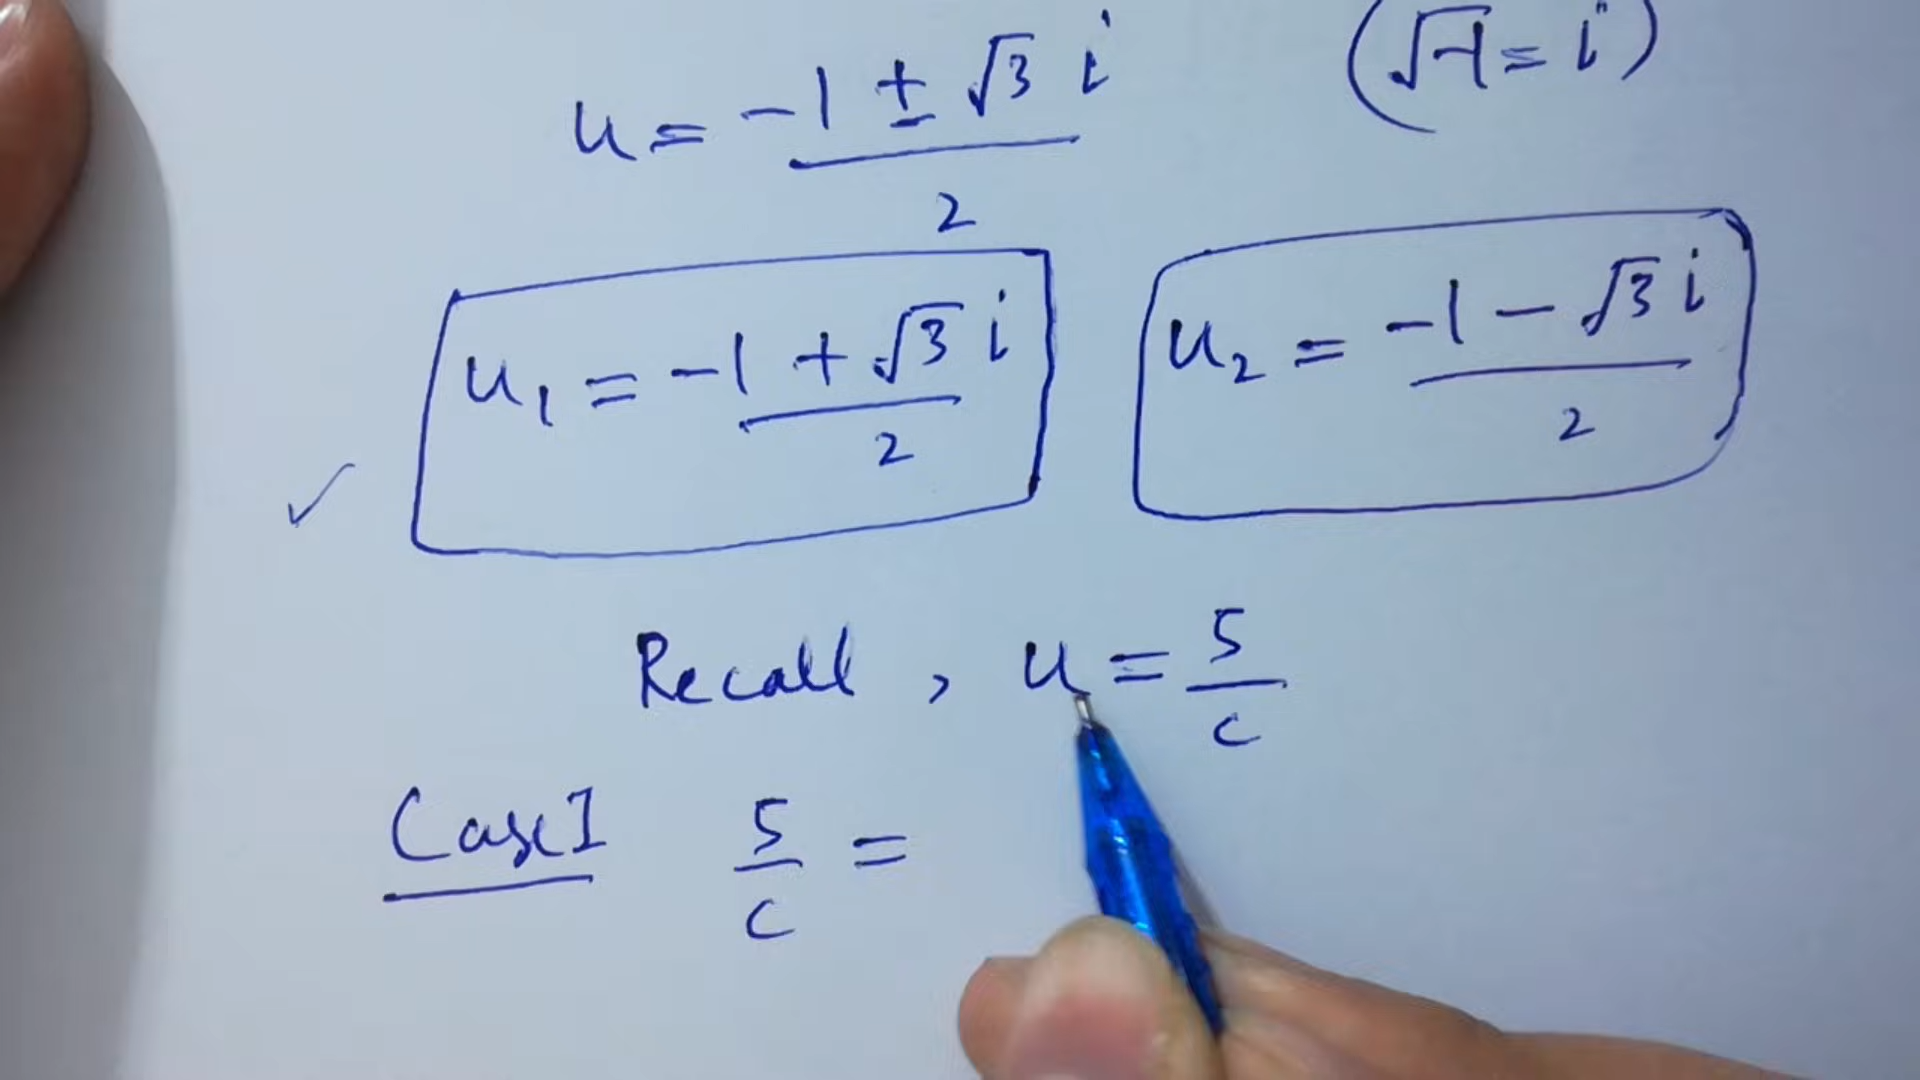 u = -1 ± √3 i / 2 (√-1 = i)
u₁ = -1 + √3 i / 2 u₂ = -1 - √3 i / 2
Recall, u = 5/c
Case I 5/c =